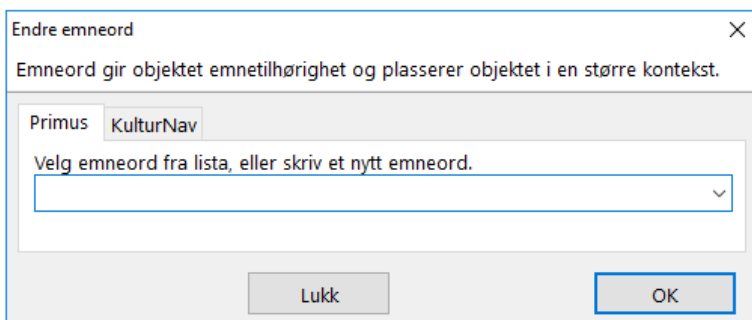 Endre emneord
Emneord gir objektet emnetilhørighet og plasserer objektet i en større kontekst.
Primus KulturNav
Velg emneord fra lista, eller skriv et nytt emneord.
Lukk OK